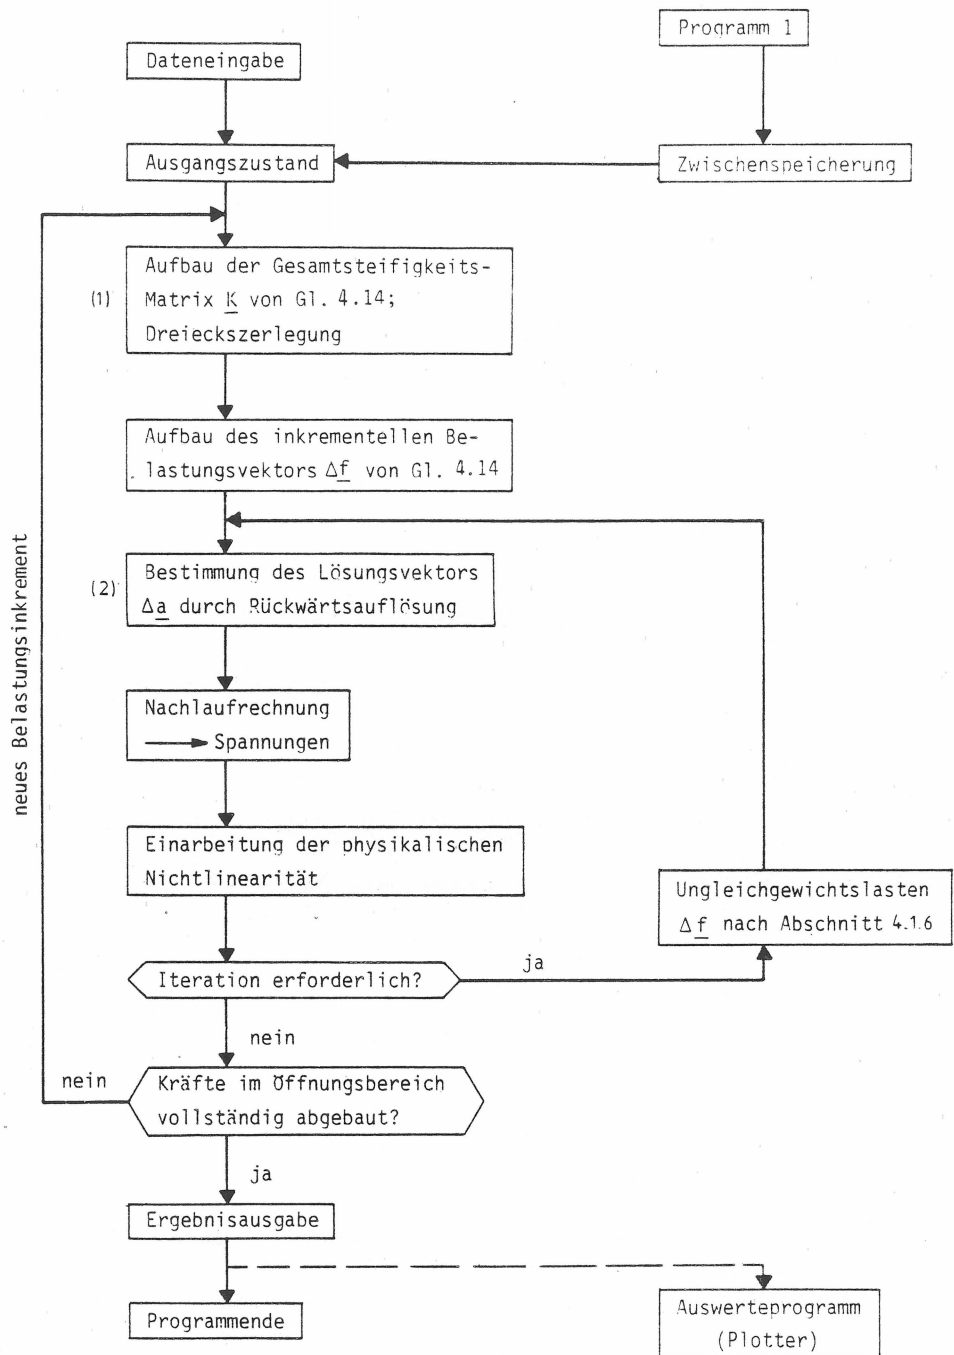 Programm 1
Dateneingabe
Ausgangszustand
Zwischenspeicherung
Aufbau der Gesamtsteifigkeits-
(1) Matrix K von Gl. 4.14;
Dreieckszerlegung
Aufbau des inkrementellen Be-
lastungsvektors Δf von Gl. 4.14
neues Belastungsinkrement
(2) Bestimmung des Lösungsvektors
Δa durch Rückwärtsauflösung
Nachlaufrechnung
Spannungen
Einarbeitung der physikalischen
Nichtlinearität
Ungleichgewichtslasten
Δf nach Abschnitt 4.1.6
Iteration erforderlich?
ja
nein
nein
Kräfte im Öffnungsbereich
vollständig abgebaut?
ja
Ergebnisausgabe
Programmende
Auswerteprogramm
(Plotter)